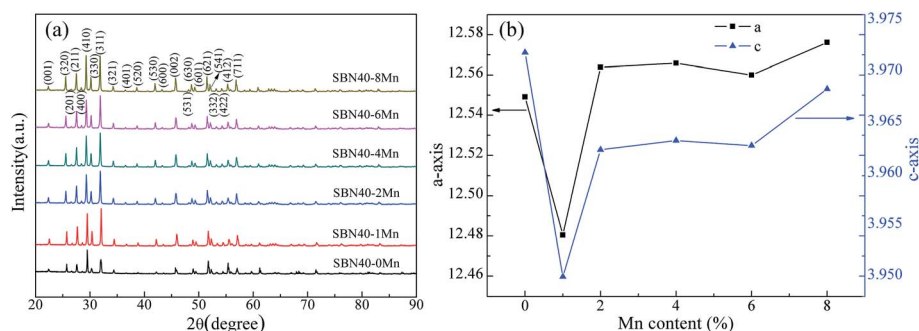 (a)
(001)
(320)
(201)
(211)
(400)
(410)
(330)
(311)
(321)
(401)
(520)
(530)
(600)
(002)
(630)
(531)
(601)
(621)
(332)
(541)
(422)
(412)
(711)
SBN40-8Mn
SBN40-6Mn
SBN40-4Mn
SBN40-2Mn
SBN40-1Mn
SBN40-0Mn
Intensity(a.u.)
20 30 40 50 60 70 80 90
2θ(degree)
(b)
a
c
12.58
12.56
12.54
12.52
12.50
12.48
12.46
a-axis
3.975
3.970
3.965
3.960
3.955
3.950
c-axis
0 1 2 3 4 5 6 7 8
Mn content (%)